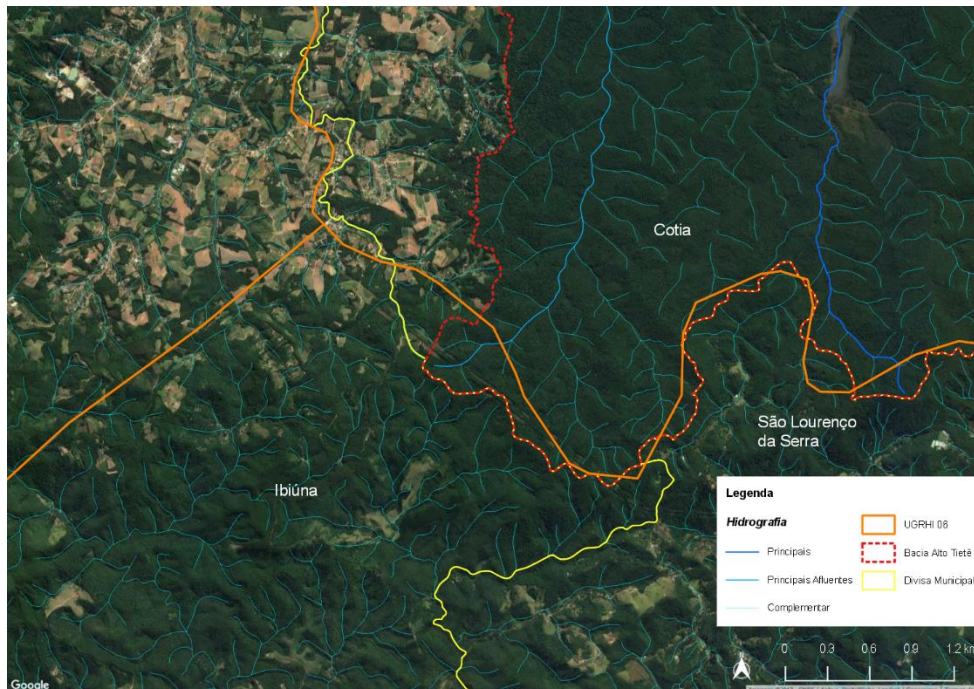 Cotia
São Lourenço
da Serra
Ibiúna
Legenda
Hidrografia
Principais
Principais Afluentes
Complementar
UGRHI 06
Bacia Alto Tietê
Divisa Municipal
0 0.3 0.6 0.9 1.2 km
Google